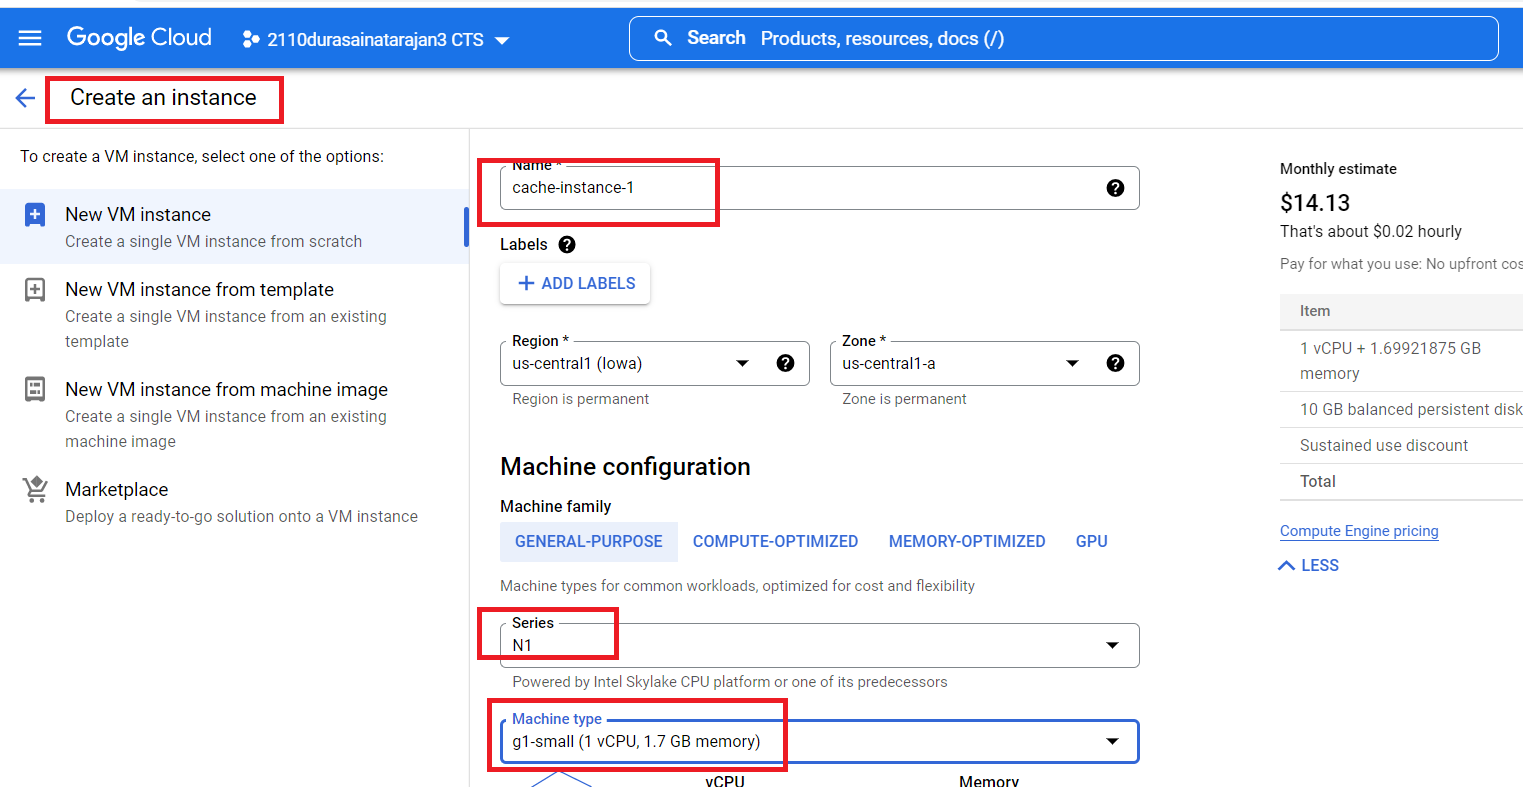 Google Cloud
2110durasainatarajan3 CTS
Search Products, resources, docs (/)
Create an instance
To create a VM instance, select one of the options:
New VM instance
Create a single VM instance from scratch
New VM instance from template
Create a single VM instance from an existing
template
New VM instance from machine image
Create a single VM instance from an existing
machine image
Marketplace
Deploy a ready-to-go solution onto a VM instance
Name *
cache-instance-1
Labels
ADD LABELS
Region *
us-central1 (Iowa)
Region is permanent
Zone *
us-central1-a
Zone is permanent
Machine configuration
Machine family
GENERAL-PURPOSE COMPUTE-OPTIMIZED MEMORY-OPTIMIZED GPU
Machine types for common workloads, optimized for cost and flexibility
Series
N1
Powered by Intel Skylake CPU platform or one of its predecessors
Machine type
g1-small (1 vCPU, 1.7 GB memory)
vCPU Memory
Monthly estimate
$14.13
That's about $0.02 hourly
Pay for what you use: No upfront cos
Item
1 vCPU + 1.69921875 GB
memory
10 GB balanced persistent disk
Sustained use discount
Total
Compute Engine pricing
LESS